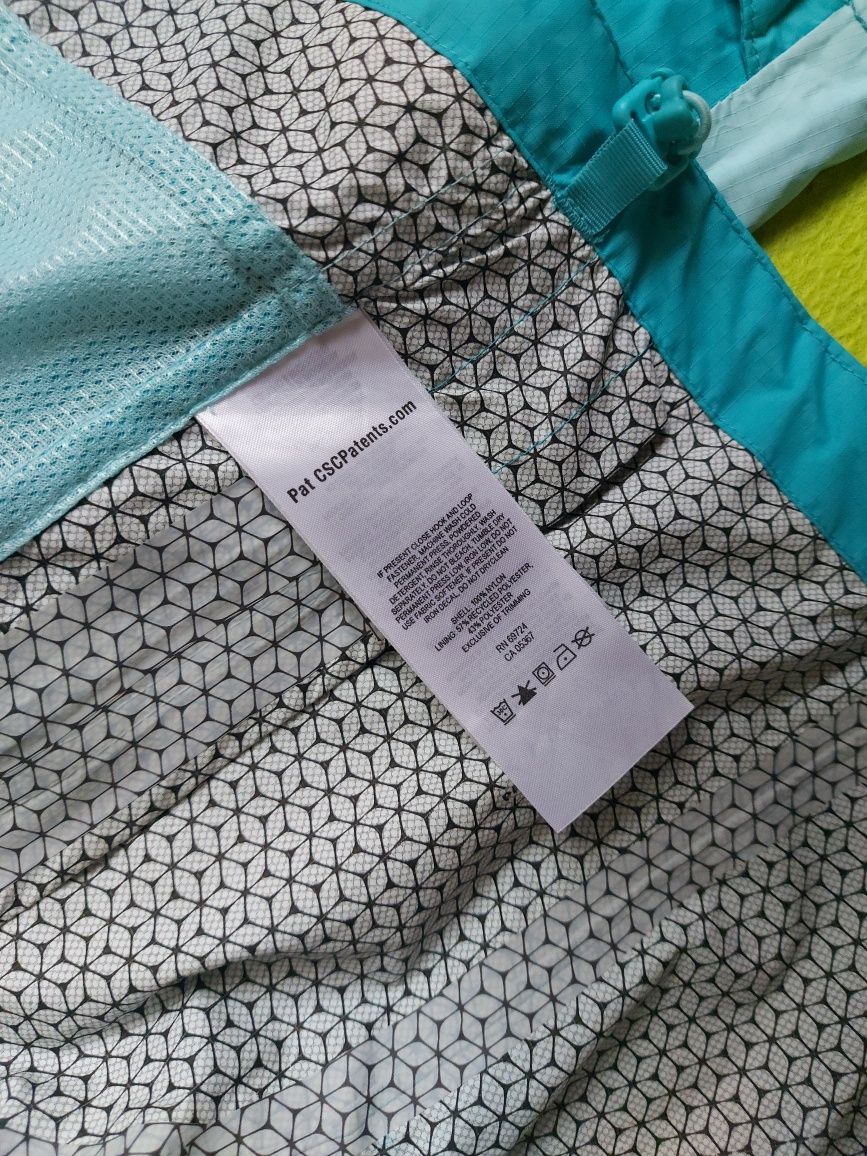 Pat CSCPatents.com
IF PRESENT CLOSE HOOK AND LOOP
FASTENER, MACHINE WASH COLD
PERMANENT PRESS, POWDERED
DETERGENT, RINSE THOROUGHLY, WASH
SEPARATELY, DO NOT BLEACH, TUMBLE DRY
PERMANENT PRESS LOW, IRON LOW, DO NOT
USE FABRIC SOFTENER, IF PRESENT DO NOT
IRON DECAL, DO NOT DRYCLEAN
SHELL: 100% NYLON
LINING: 57% RECYCLED POLYESTER,
43% POLYESTER
EXCLUSIVE OF TRIMMING
RN 69724
CA 05367